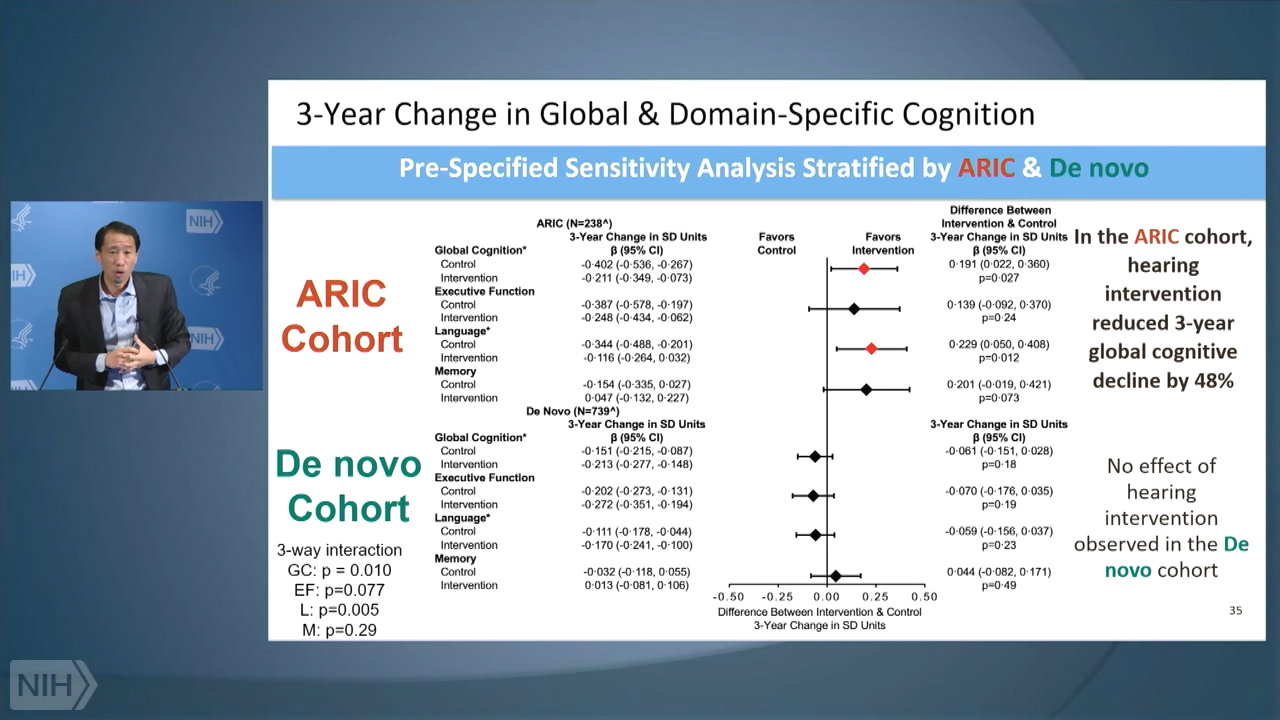 3-Year Change in Global & Domain-Specific Cognition
Pre-Specified Sensitivity Analysis Stratified by ARIC & De novo
NIH
IH
NIH
ARIC
Cohort
ARIC (N=238^)
3-Year Change in SD Units
Global Cognition* β (95% CI)
Favors Control
Favors Intervention
Difference Between
Intervention & Control
3-Year Change in SD Units
β (95% CI)
Control -0·402 (-0·536, -0·267) 0·191 (0·022, 0·360)
Intervention -0·211 (-0·349, -0·073) p=0·027
Executive Function
Control -0·387 (-0·578, -0·197) 0·139 (-0·092, 0·370)
Intervention -0·248 (-0·434, -0·062) p=0·24
Language*
Control -0·344 (-0·488, -0·201) 0·229 (0·050, 0·408)
Intervention -0·116 (-0·264, 0·032) p=0·012
Memory
Control -0·154 (-0·335, 0·027) 0·201 (-0·019, 0·421)
Intervention 0·047 (-0·132, 0·227) p=0·073
In the ARIC cohort,
hearing
intervention
reduced 3-year
global cognitive
decline by 48%
De novo
Cohort
De Novo (N=739^)
3-Year Change in SD Units 3-Year Change in SD Units
Global Cognition* β (95% CI) β (95% CI)
Control -0·151 (-0·215, -0·087) -0·061 (-0·151, 0·028)
Intervention -0·213 (-0·277, -0·148) p=0·18
Executive Function
Control -0·202 (-0·273, -0·131) -0·070 (-0·176, 0·035)
Intervention -0·272 (-0·351, -0·194) p=0·19
Language*
Control -0·111 (-0·178, -0·044) -0·059 (-0·156, 0·037)
Intervention -0·170 (-0·241, -0·100) p=0·23
Memory
Control -0·032 (-0·118, 0·055) 0·044 (-0·082, 0·171)
Intervention 0·013 (-0·081, 0·106) p=0·49
-0.50 -0.25 0.00 0.25 0.50
Difference Between Intervention & Control
3-Year Change in SD Units
No effect of
hearing
intervention
observed in the De
novo cohort
3-way interaction
GC: p = 0.010
EF: p=0.077
L: p=0.005
M: p=0.29
35
NIH